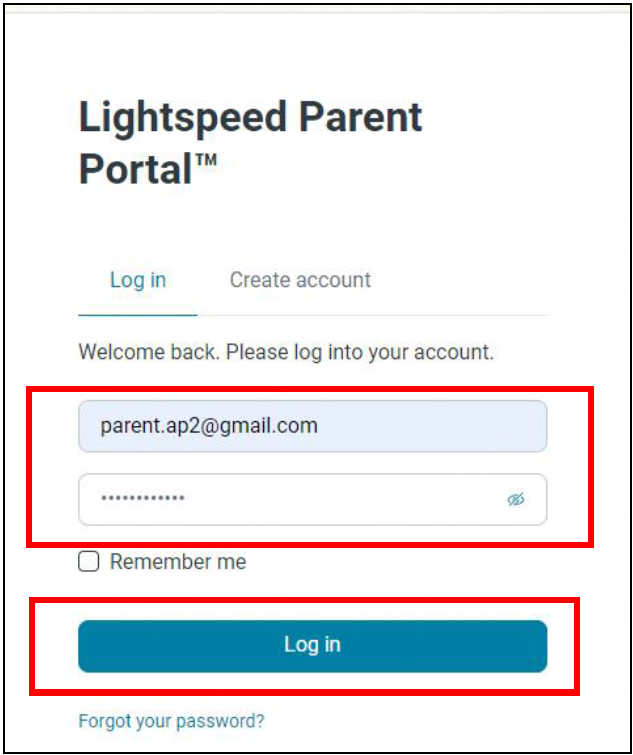 Lightspeed Parent
Portal™
Log in Create account
Welcome back. Please log into your account.
parent.ap2@gmail.com
••••••••••••
Remember me
Log in
Forgot your password?